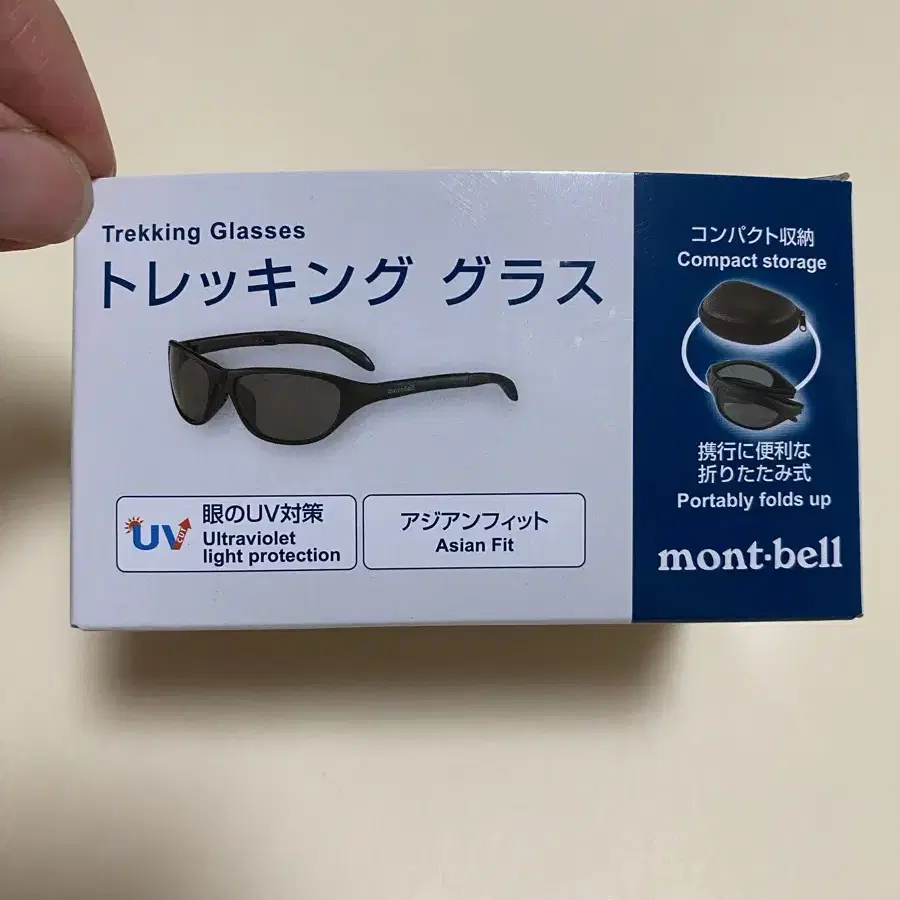 Trekking Glasses
トレッキング グラス
mont-bell
UV
CUT
眼のUV対策
Ultraviolet
light protection
アジアンフィット
Asian Fit
コンパクト収納
Compact storage
携行に便利な
折りたたみ式
Portably folds up
mont-bell